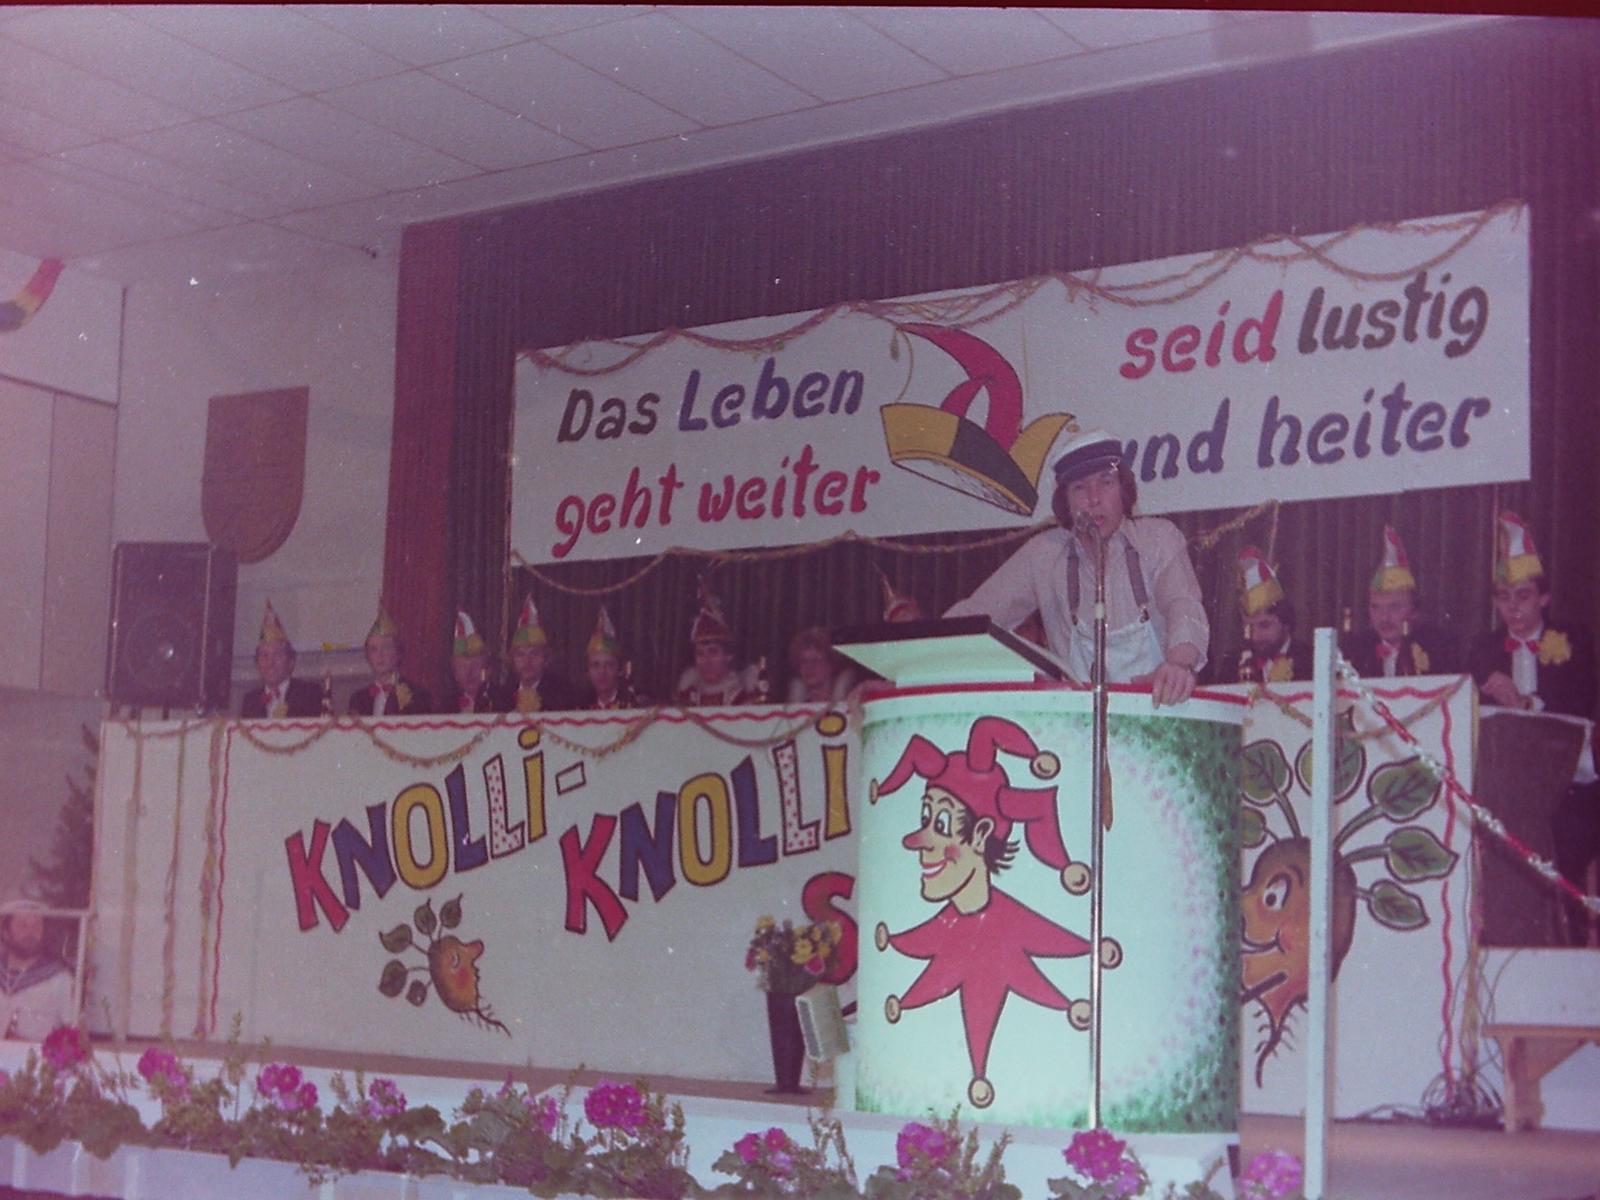 Das Leben
geht weiter
seid lustig
und heiter
KNOLLI-
KNOLLI
S